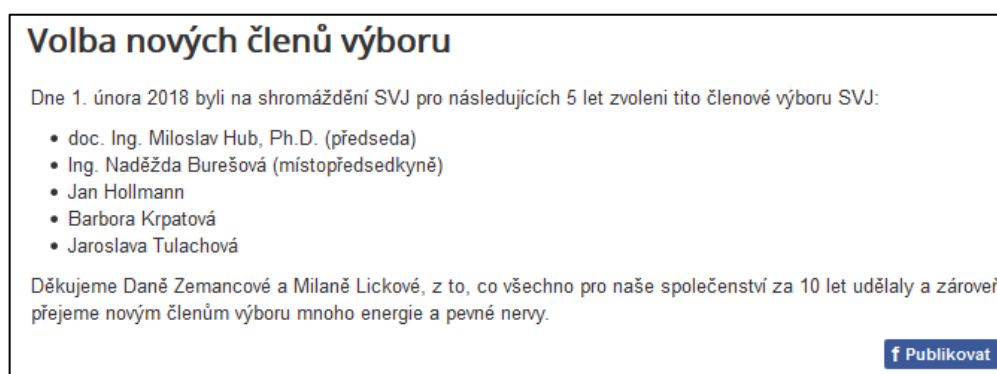 Volba nových členů výboru
Dne 1. února 2018 byli na shromáždění SVJ pro následujících 5 let zvoleni tito členové výboru SVJ:
• doc. Ing. Miloslav Hub, Ph.D. (předseda)
• Ing. Naděžda Burešová (místopředsedkyně)
• Jan Hollmann
• Barbora Krpatová
• Jaroslava Tulachová
Děkujeme Daně Zemancové a Milaně Lickové, z to, co všechno pro naše společenství za 10 let udělaly a zároveň
přejeme novým členům výboru mnoho energie a pevné nervy.
f Publikovat